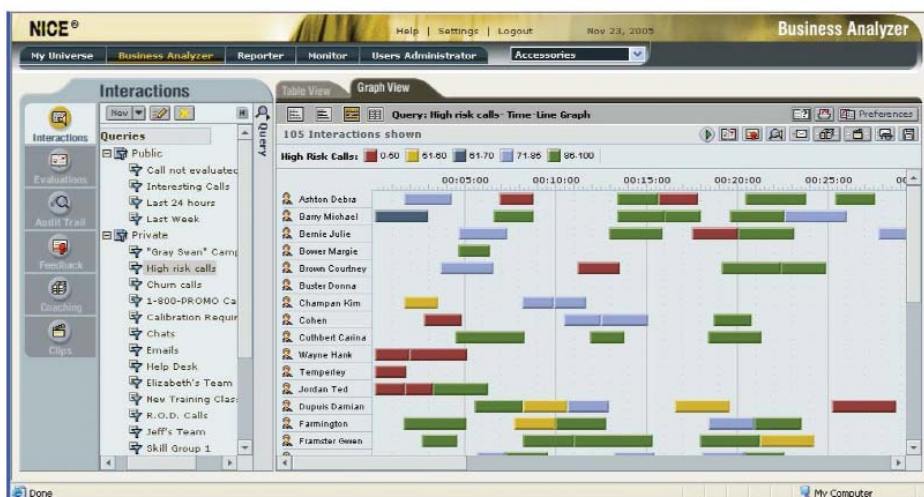 NICE®
Help | Settings | Logout Nov 23, 2005
Business Analyzer
My Universe Business Analyzer Reporter Monitor Users Administrator Accessories
Interactions
Table View Graph View
New
Query: High risk calls- Time-Line Graph
Preferences
Interactions
Evaluations
Audit Trail
Feedback
Coaching
Clips
Queries
Public
Call not evaluated
Interesting Calls
Last 24 hours
Last Week
Private
"Gray Swan" Camp
High risk calls
Churn calls
1-800-PROMO Ca
Calibration Requir
Chats
Emails
Help Desk
Elizabeth's Team
New Training Clas
R.O.D. Calls
Jeff's Team
Skill Group 1
Query
105 Interactions shown
High Risk Calls: 0-50 51-60 61-70 71-85 86-100
00:05:00 00:10:00 00:15:00 00:20:00 00:25:00 00
Ashton Debra
Barry Michael
Bernie Julie
Bower Margie
Brown Courtney
Buster Donna
Champan Kim
Cohen
Cuthbert Carina
Wayne Hank
Temperley
Jordan Ted
Dupuis Damian
Farmington
Framster Gwen
Done
My Computer